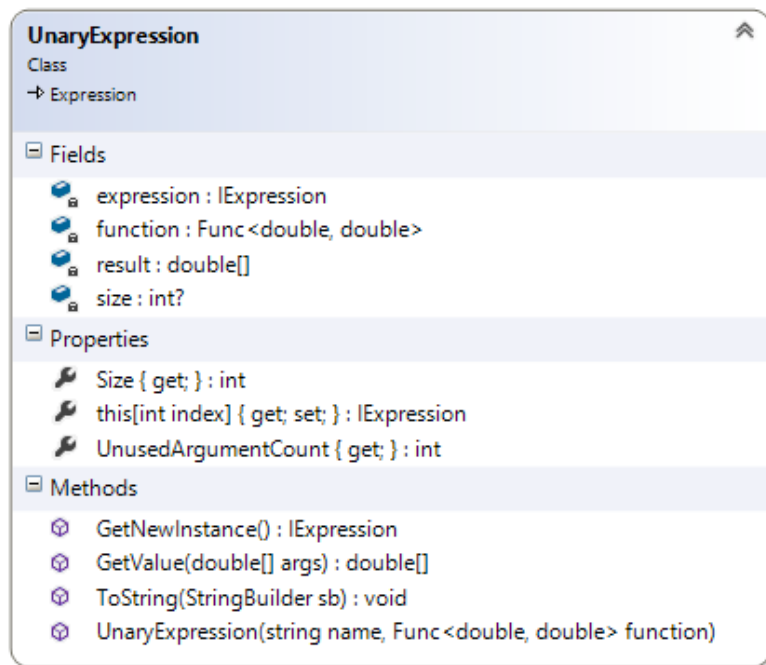 UnaryExpression
Class
Expression
Fields
expression : IExpression
function : Func<double, double>
result : double[]
size : int?
Properties
Size { get; } : int
this[int index] { get; set; } : IExpression
UnusedArgumentCount { get; } : int
Methods
GetNewInstance() : IExpression
GetValue(double[] args) : double[]
ToString(StringBuilder sb) : void
UnaryExpression(string name, Func<double, double> function)